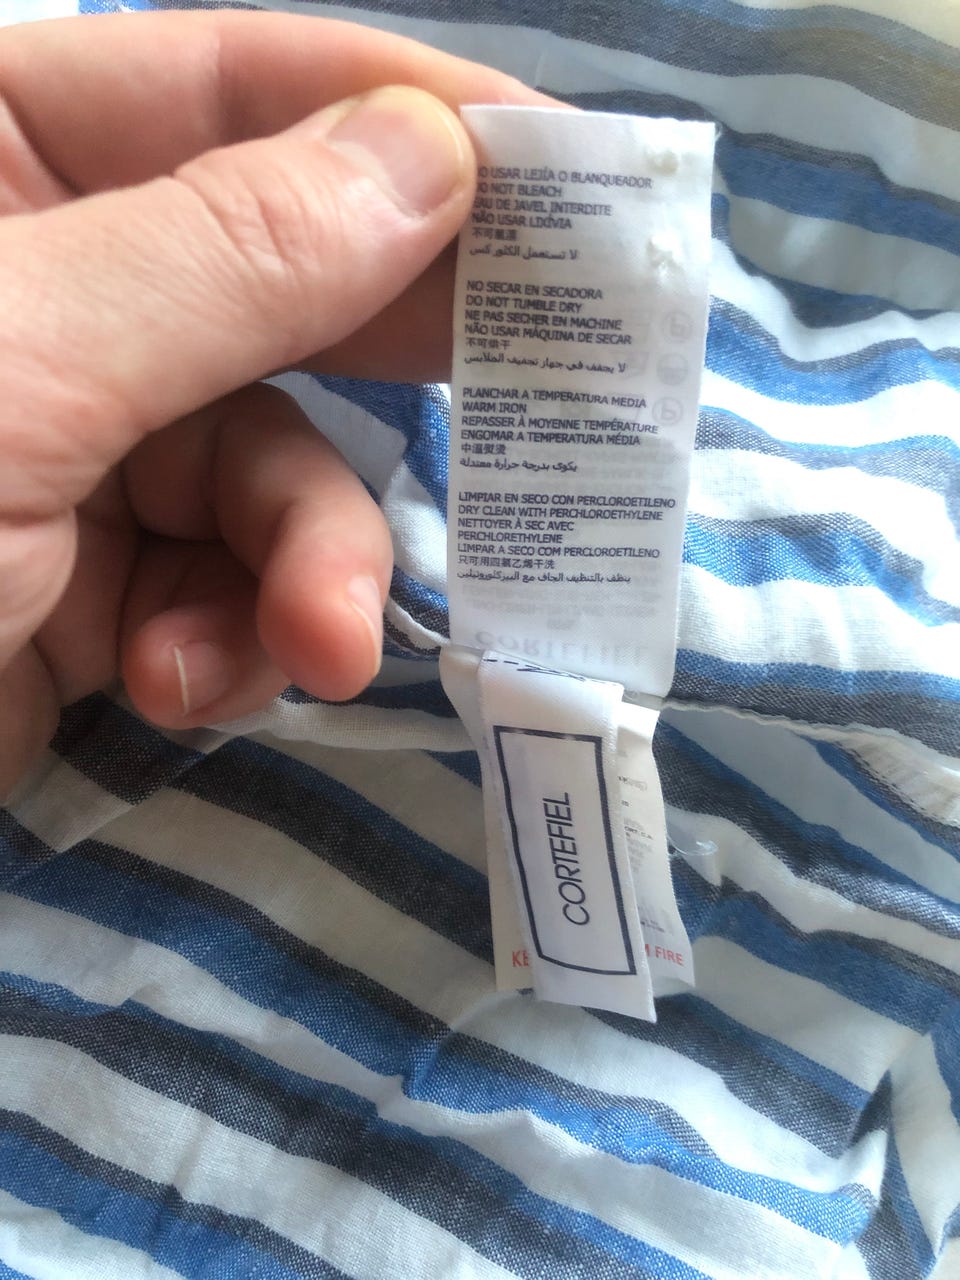 O USAR LEJÍA O BLANQUEADOR
O NOT BLEACH
EAU DE JAVEL INTERDITE
NÃO USAR LIXÍVIA
不可氯漂
لا تستعمل الكلور كس
NO SECAR EN SECADORA
DO NOT TUMBLE DRY
NE PAS SECHER EN MACHINE
NÃO USAR MÁQUINA DE SECAR
不可烘干
لا يجفف في جهاز تجفيف الملابس
PLANCHAR A TEMPERATURA MEDIA
WARM IRON
REPASSER À MOYENNE TEMPÉRATURE
ENGOMAR A TEMPERATURA MÉDIA
中溫熨烫
يكوى بدرجة حرارة معتدلة
LIMPIAR EN SECO CON PERCLOROETILENO
DRY CLEAN WITH PERCHLOROETHYLENE
NETTOYER À SEC AVEC
PERCHLORETHYLENE
LIMPAR A SECO COM PERCLOROETILENO
只可用四氯乙烯干洗
ينظف بالتنظيف الجاف مع البيركلوروثيلين
CORTEFIEL
KE M FIRE